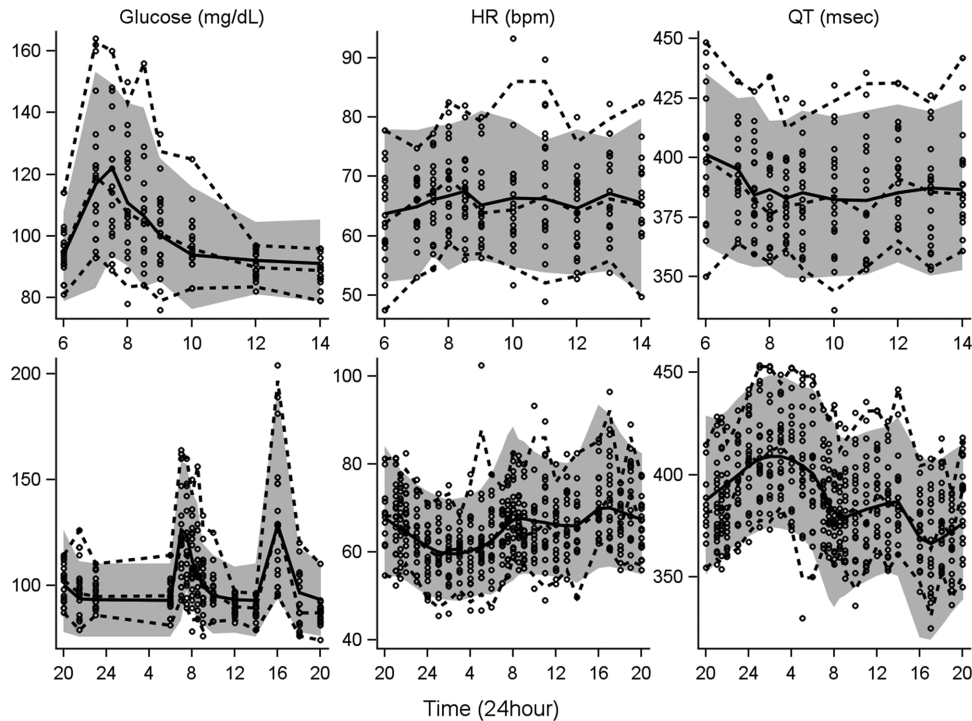 Glucose (mg/dL) HR (bpm) QT (msec)
160 90 450
140 80 425
120 70 400
100 60 375
80 50 350
6 8 10 12 14 6 8 10 12 14 6 8 10 12 14
200 100 450
150 80 400
100 60 350
40
20 24 4 8 12 16 20 20 24 4 8 12 16 20 20 24 4 8 12 16 20
Time (24hour)